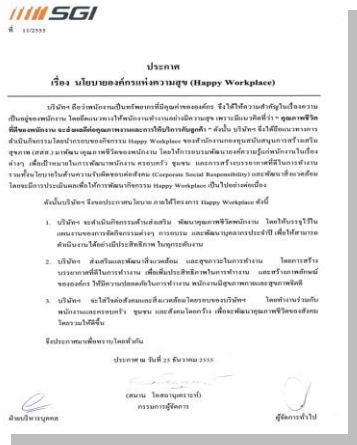 SGI
ที่ 11/2555
ประกาศ
เรื่อง นโยบายองค์กรแห่งความสุข (Happy Workplace)
บริษัทฯ ถือว่าพนักงานเป็นทรัพยากรที่มีคุณค่าขององค์กร จึงได้ให้ความสำคัญในเรื่องความ
เป็นอยู่ของพนักงาน โดยมีแนวทางให้พนักงานทำงานอย่างมีความสุข เพราะมีแนวคิดที่ว่า “ คุณภาพชีวิต
ที่ดีของพนักงาน จะส่งผลดีต่อคุณภาพงานและการให้บริการกับลูกค้า ” ดังนั้น บริษัทฯ จึงได้มีแนวทางการ
ดำเนินกิจกรรมโดยนำกรอบของกิจกรรม Happy Workplace ของสำนักงานกองทุนสนับสนุนการสร้างเสริม
สุขภาพ (สสส.) มาพัฒนาคุณภาพชีวิตของพนักงาน โดยให้การอบรมพัฒนาองค์ความรู้แก่พนักงานในเรื่อง
ต่างๆ เพื่อเป้าหมายในการพัฒนาพนักงาน ครอบครัว ชุมชน และการสร้างบรรยากาศที่ดีในการทำงาน
รวมทั้งนโยบายในด้านความรับผิดชอบต่อสังคม (Corporate Social Responsibility) และพัฒนาสิ่งแวดล้อม
โดยจะมีการประเมินผลเพื่อให้การพัฒนากิจกรรม Happy Workplace เป็นไปอย่างต่อเนื่อง
ดังนั้นบริษัทฯ จึงขอประกาศนโยบาย ภายใต้โครงการ Happy Workplace ดังนี้
1. บริษัทฯ จะดำเนินกิจกรรมด้านส่งเสริม พัฒนาคุณภาพชีวิตพนักงาน โดยให้บรรจุไว้ใน
แผนงานของการจัดกิจกรรมต่างๆ การอบรม และพัฒนาบุคลากรประจำปี เพื่อให้สามารถ
ดำเนินงานได้อย่างมีประสิทธิภาพ ในทุกระดับงาน
2. บริษัทฯ ส่งเสริมและพัฒนาสิ่งแวดล้อม และสุขภาวะในการทำงาน โดยการสร้าง
บรรยากาศที่ดีในการทำงาน เพื่อเพิ่มประสิทธิภาพในการทำงาน และสร้างภาพลักษณ์
ขององค์กร ให้มีความปลอดภัยในการทำงาน พนักงานมีสุขภาพกายและสุขภาพจิตดี
3. บริษัทฯ จะใส่ใจต่อสังคมและสิ่งแวดล้อมโดยรอบของบริษัทฯ โดยทำงานร่วมกับ
พนักงานและครอบครัว ชุมชน และสังคมโดยกว้าง เพื่อจะพัฒนาคุณภาพชีวิตของสังคม
โดยรวมให้ดีขึ้น
จึงประกาศมาเพื่อทราบโดยทั่วกัน
ประกาศ ณ วันที่ 25 ธันวาคม 2555
กรรมการผู้จัดการ
ฝ่ายบริหารบุคคล
ผู้จัดการทั่วไป